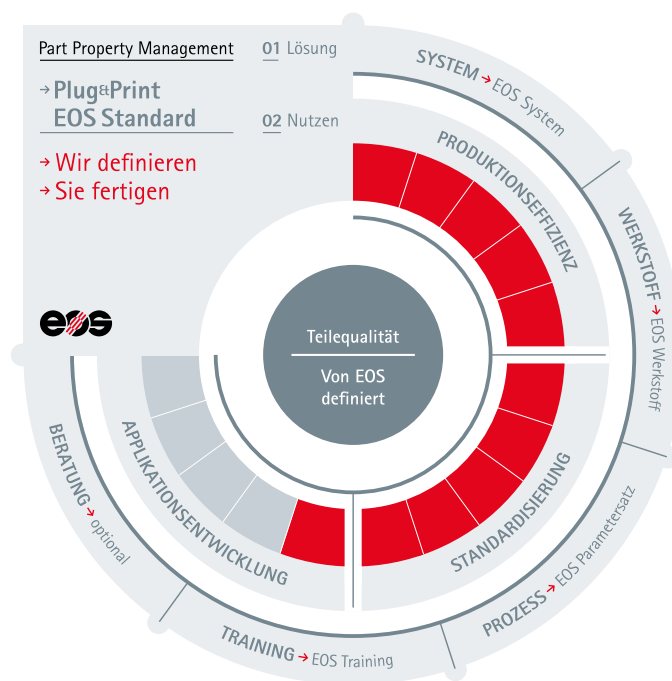 Part Property Management
→ Plug&Print
EOS Standard
→ Wir definieren
→ Sie fertigen
eos
01 Lösung
02 Nutzen
SYSTEM → EOS System
WERKSTOFF → EOS Werkstoff
PROZESS → EOS Parametersatz
TRAINING → EOS Training
BERATUNG → optional
PRODUKTIONSEFFIZIENZ
STANDARDISIERUNG
APPLIKATIONSENTWICKLUNG
Teilequalität
Von EOS
definiert